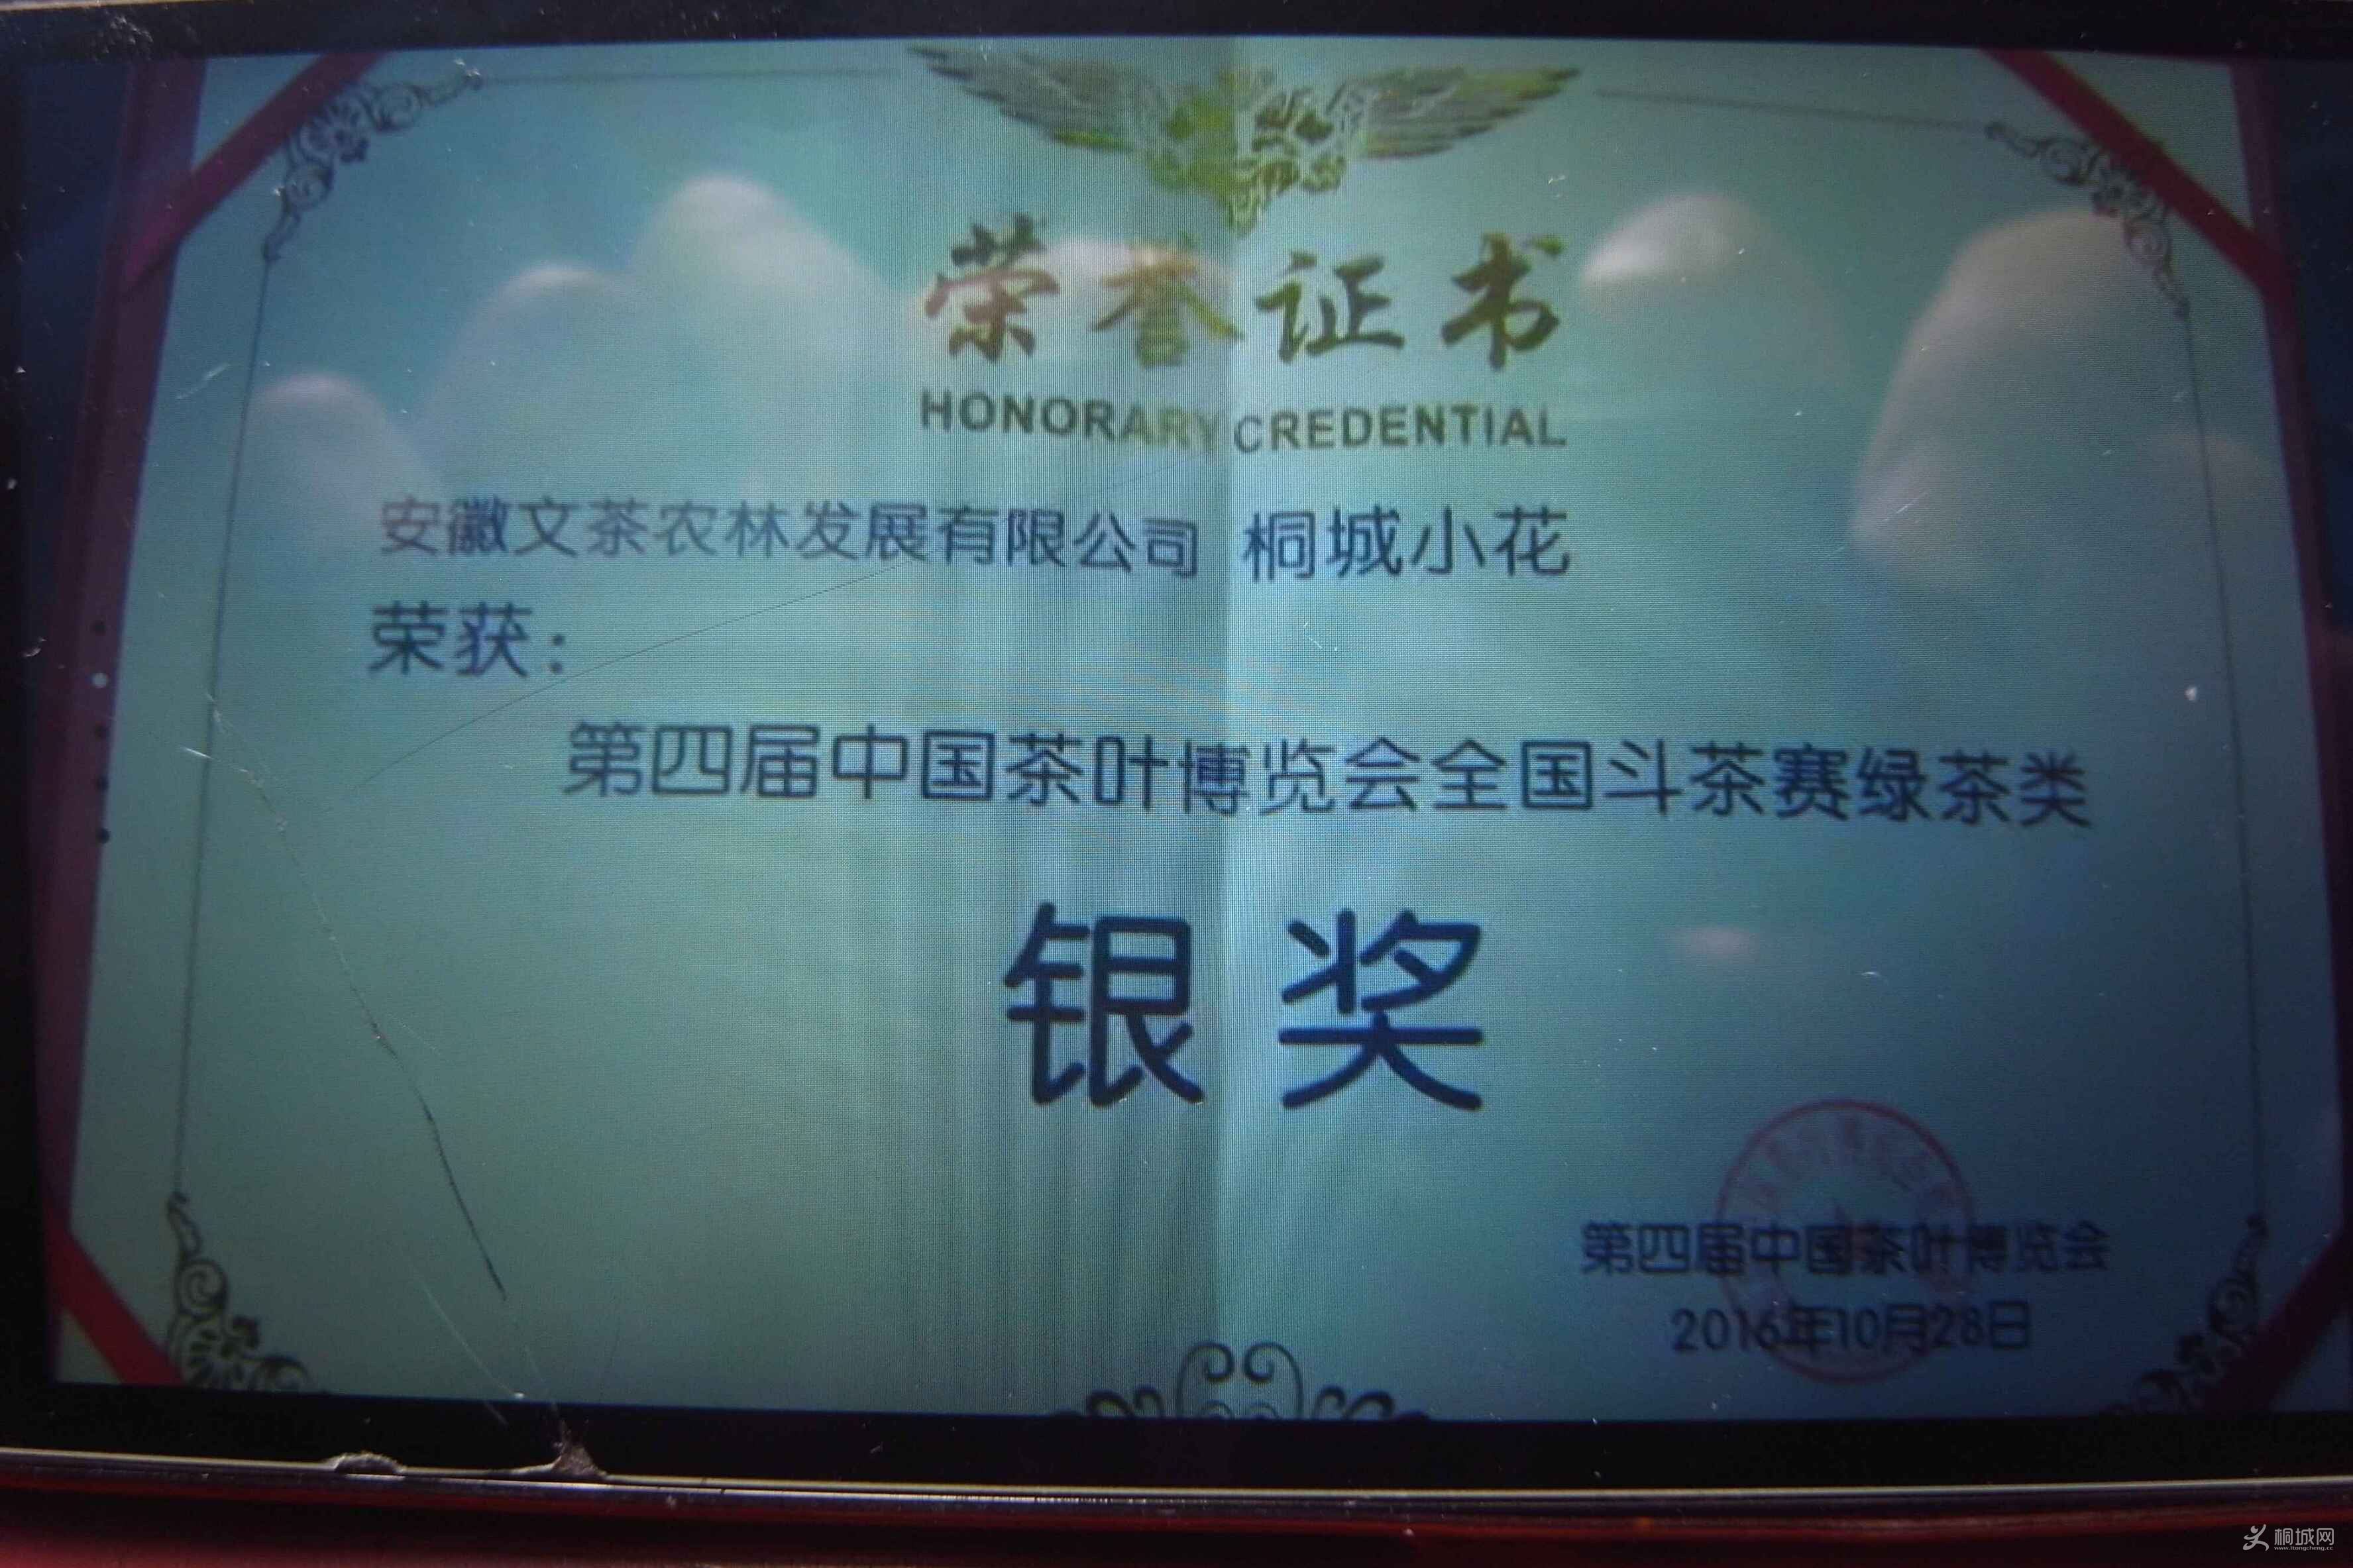 荣誉证书
HONORARY CREDENTIAL
安徽文茶农林发展有限公司 桐城小花
荣获：
第四届中国茶叶博览会全国斗茶赛绿茶类
银奖
第四届中国茶叶博览会
2016年10月28日
桐城网
www.itongcheng.cc